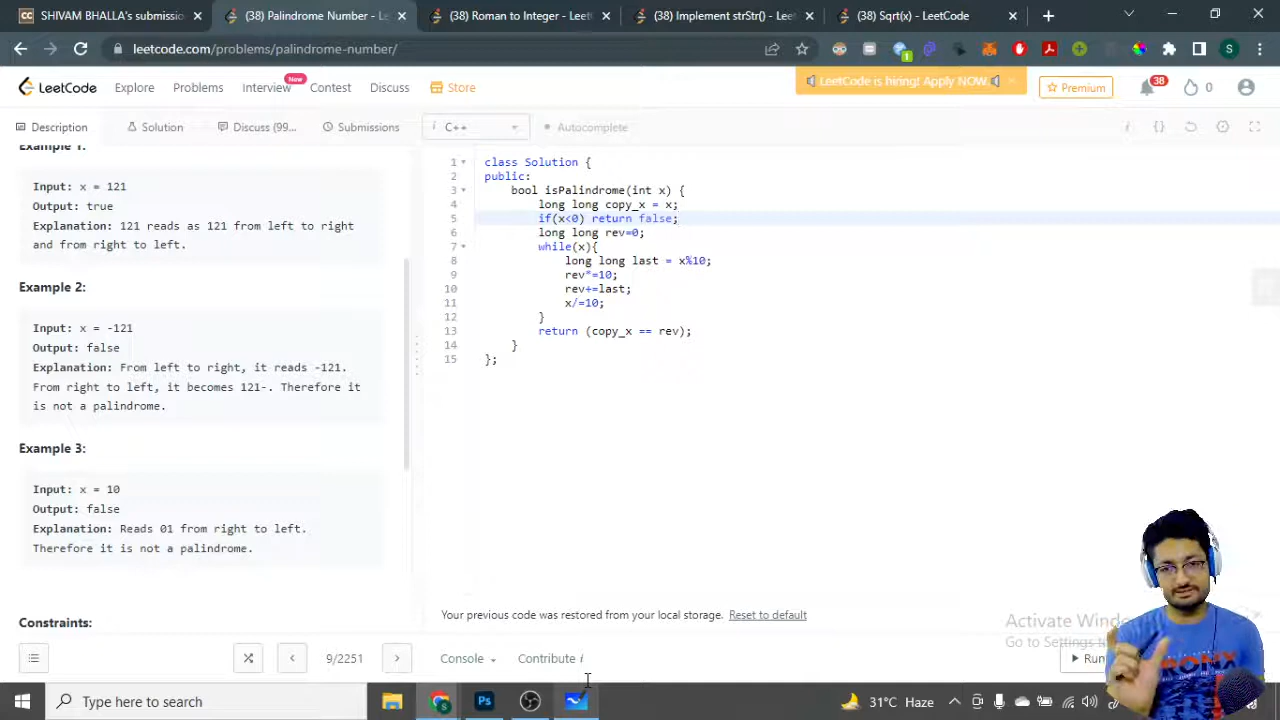 SHIVAM BHALLA's submissio
(38) Palindrome Number - Le
(38) Roman to Integer - Leet
(38) Implement strStr() - Leet
(38) Sqrt(x) - LeetCode
leetcode.com/problems/palindrome-number/
1
S
LeetCode
Explore
Problems
Interview
New
Contest
Discuss
Store
LeetCode is hiring! Apply NOW
Premium
38
0
Description
Solution
Discuss (99...
Submissions
i C++
Autocomplete
Example 1:
Input: x = 121
Output: true
Explanation: 121 reads as 121 from left to right
and from right to left.
Example 2:
Input: x = -121
Output: false
Explanation: From left to right, it reads -121.
From right to left, it becomes 121-. Therefore it
is not a palindrome.
Example 3:
Input: x = 10
Output: false
Explanation: Reads 01 from right to left.
Therefore it is not a palindrome.
Constraints:
1 class Solution {
2 public:
3 bool isPalindrome(int x) {
4 long long copy_x = x;
5 if(x<0) return false;
6 long long rev=0;
7 while(x){
8 long long last = x%10;
9 rev*=10;
10 rev+=last;
11 x/=10;
12 }
13 return (copy_x == rev);
14 }
15 };
Your previous code was restored from your local storage. Reset to default
Activate Windo
Go to Settings t
9/2251
Console
Contribute i
Run
Type here to search
Ps
31°C Haze